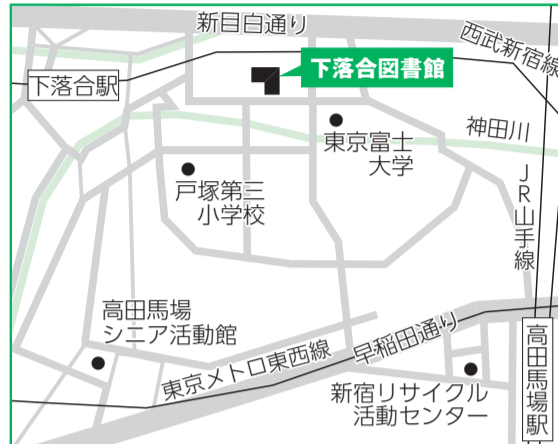 新目白通り
西武新宿線
下落合駅
下落合図書館
東京富士
大学
神田川
戸塚第三
小学校
JR山手線
高田馬場
シニア活動館
東京メトロ東西線
早稲田通り
高田馬場駅
新宿リサイクル
活動センター